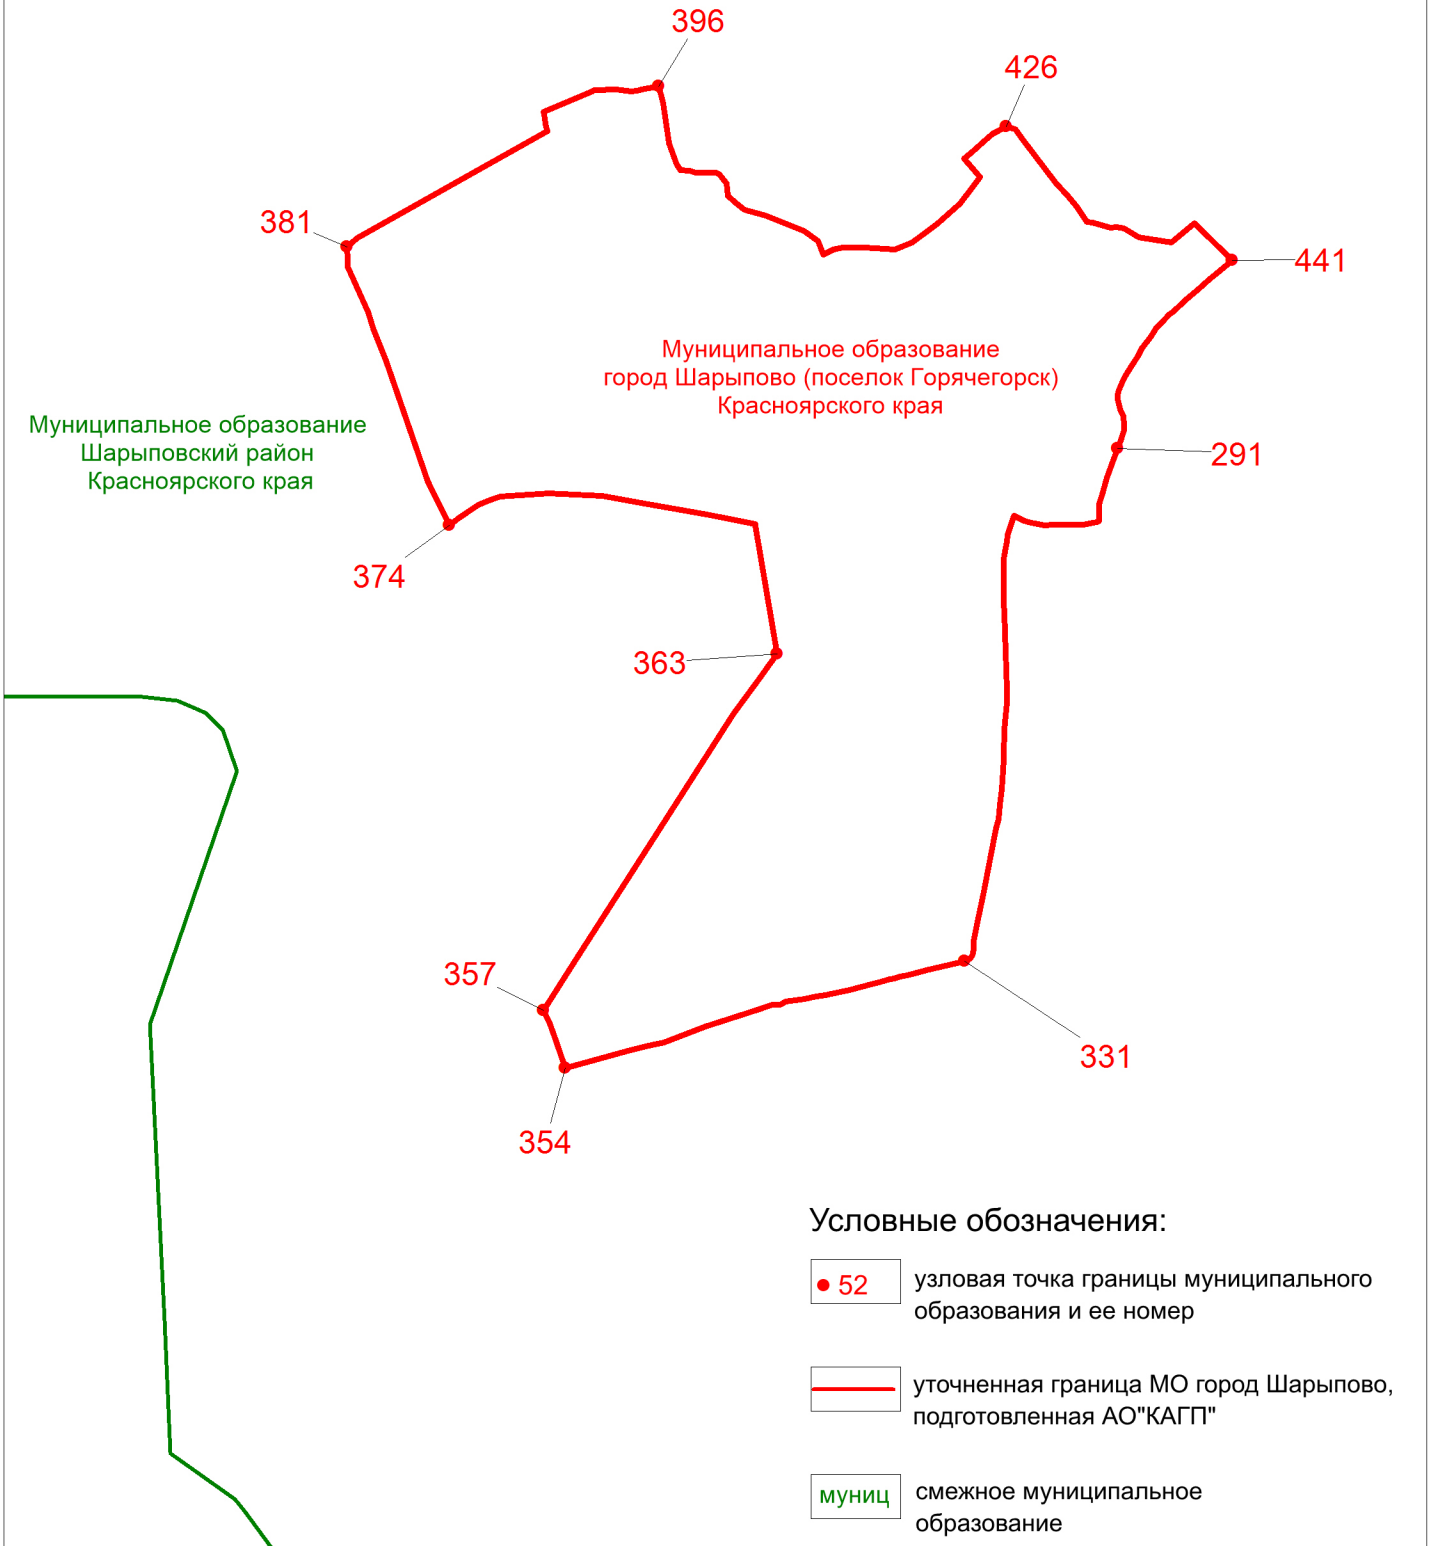 396
426
381
441
Муниципальное образование
город Шарыпово (поселок Горячегорск)
Красноярского края
Муниципальное образование
Шарыповский район
Красноярского края
291
374
363
357
331
354
Условные обозначения:
52
узловая точка границы муниципального
образования и ее номер
уточненная граница МО город Шарыпово,
подготовленная АО"КАГП"
муниц
смежное муниципальное
образование